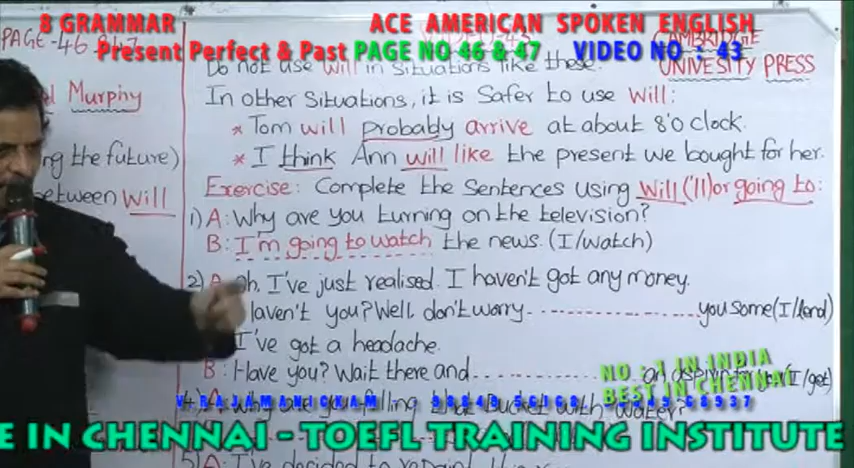 8 GRAMMAR
ACE AMERICAN SPOKEN ENGLISH
Present Perfect & Past PAGE NO 46 & 47 VIDEO NO - 43
PAGE-46 &47
CAMBRIDGE
UNIVESITY PRESS
Murphy
ng the future)
between will
Do not use will in situations like these.
In other situations, it is safer to use will:
* Tom will probably arrive at about 8'o clock.
* I think Ann will like the present we bought for her.
Exercise: Complete the sentences using will ('ll) or going to:
1) A: Why are you turning on the television?
B: I'm going to watch the news. (I/watch)
2) A oh, I've just realised. I haven't got any money.
Haven't you? Well, don't worry you some (I/lend)
I've got a headache.
B: Have you? Wait there and an aspirin for you (I/get)
4) A: Why are you filling that bucket with water?
5) A: I've decided to repaint
NO : 1 IN INDIA
BEST IN CHENNAI
V.RAJAMANICKAM
E IN CHENNAI - TOEFL TRAINING INSTITUTE